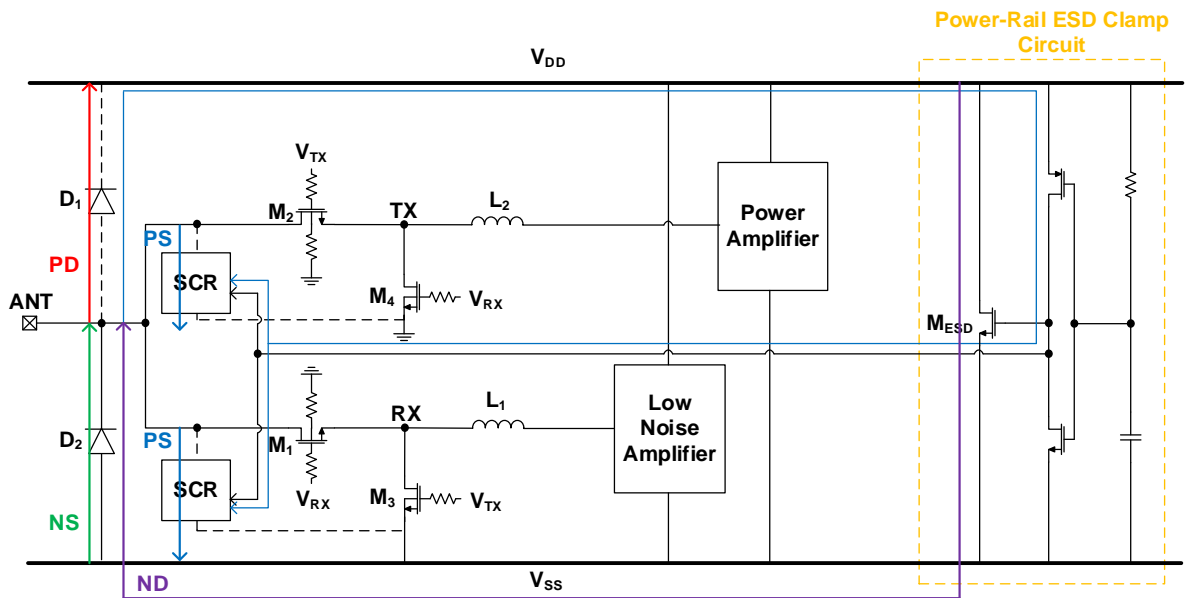 Power-Rail ESD Clamp
Circuit
VDD
VTX
D1
M2
TX
L2
Power
Amplifier
PS
PD
SCR
ANT
M4
VRX
MESD
RX
L1
Low
Noise
Amplifier
D2
PS
M1
SCR
VRX
M3
VTX
NS
ND
VSS